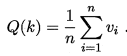 Q(k) = \frac{1}{n} \sum_{i=1}^{n} v_i .